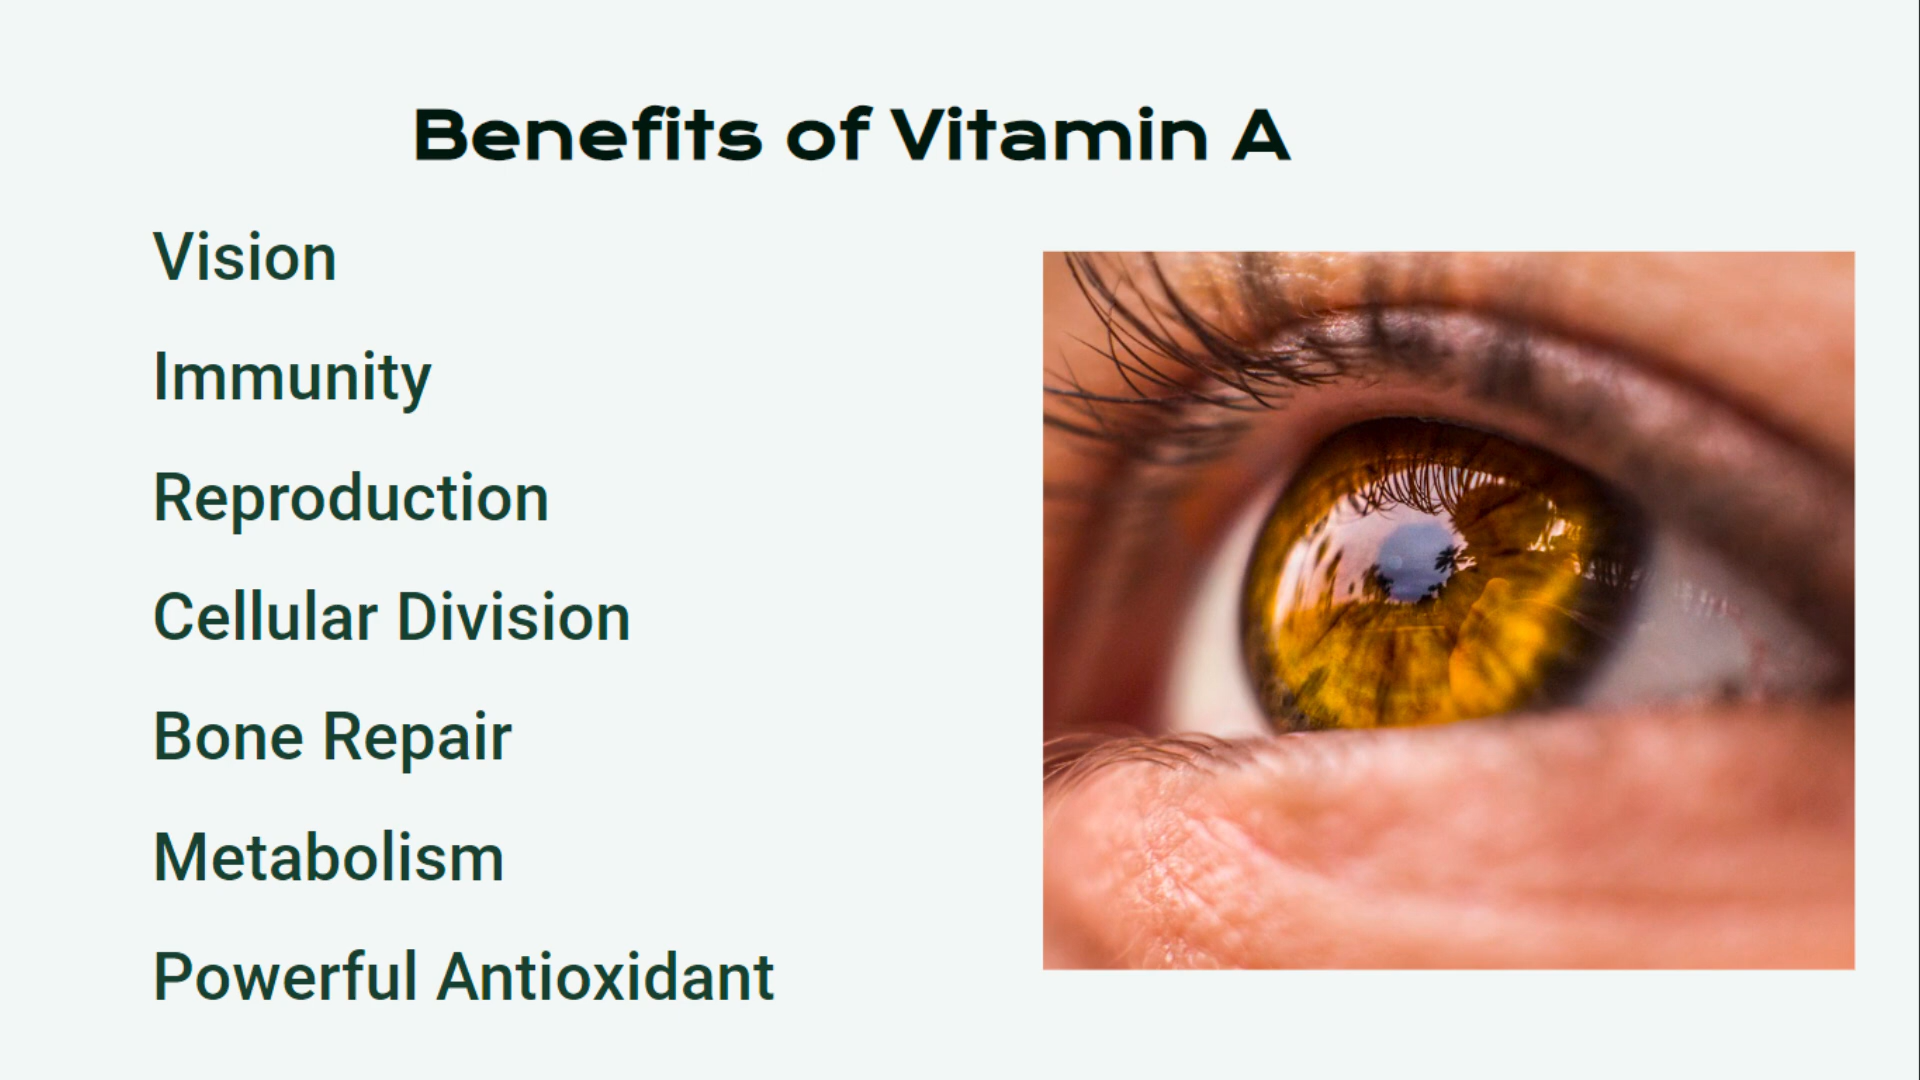 Benefits of Vitamin A
Vision
Immunity
Reproduction
Cellular Division
Bone Repair
Metabolism
Powerful Antioxidant